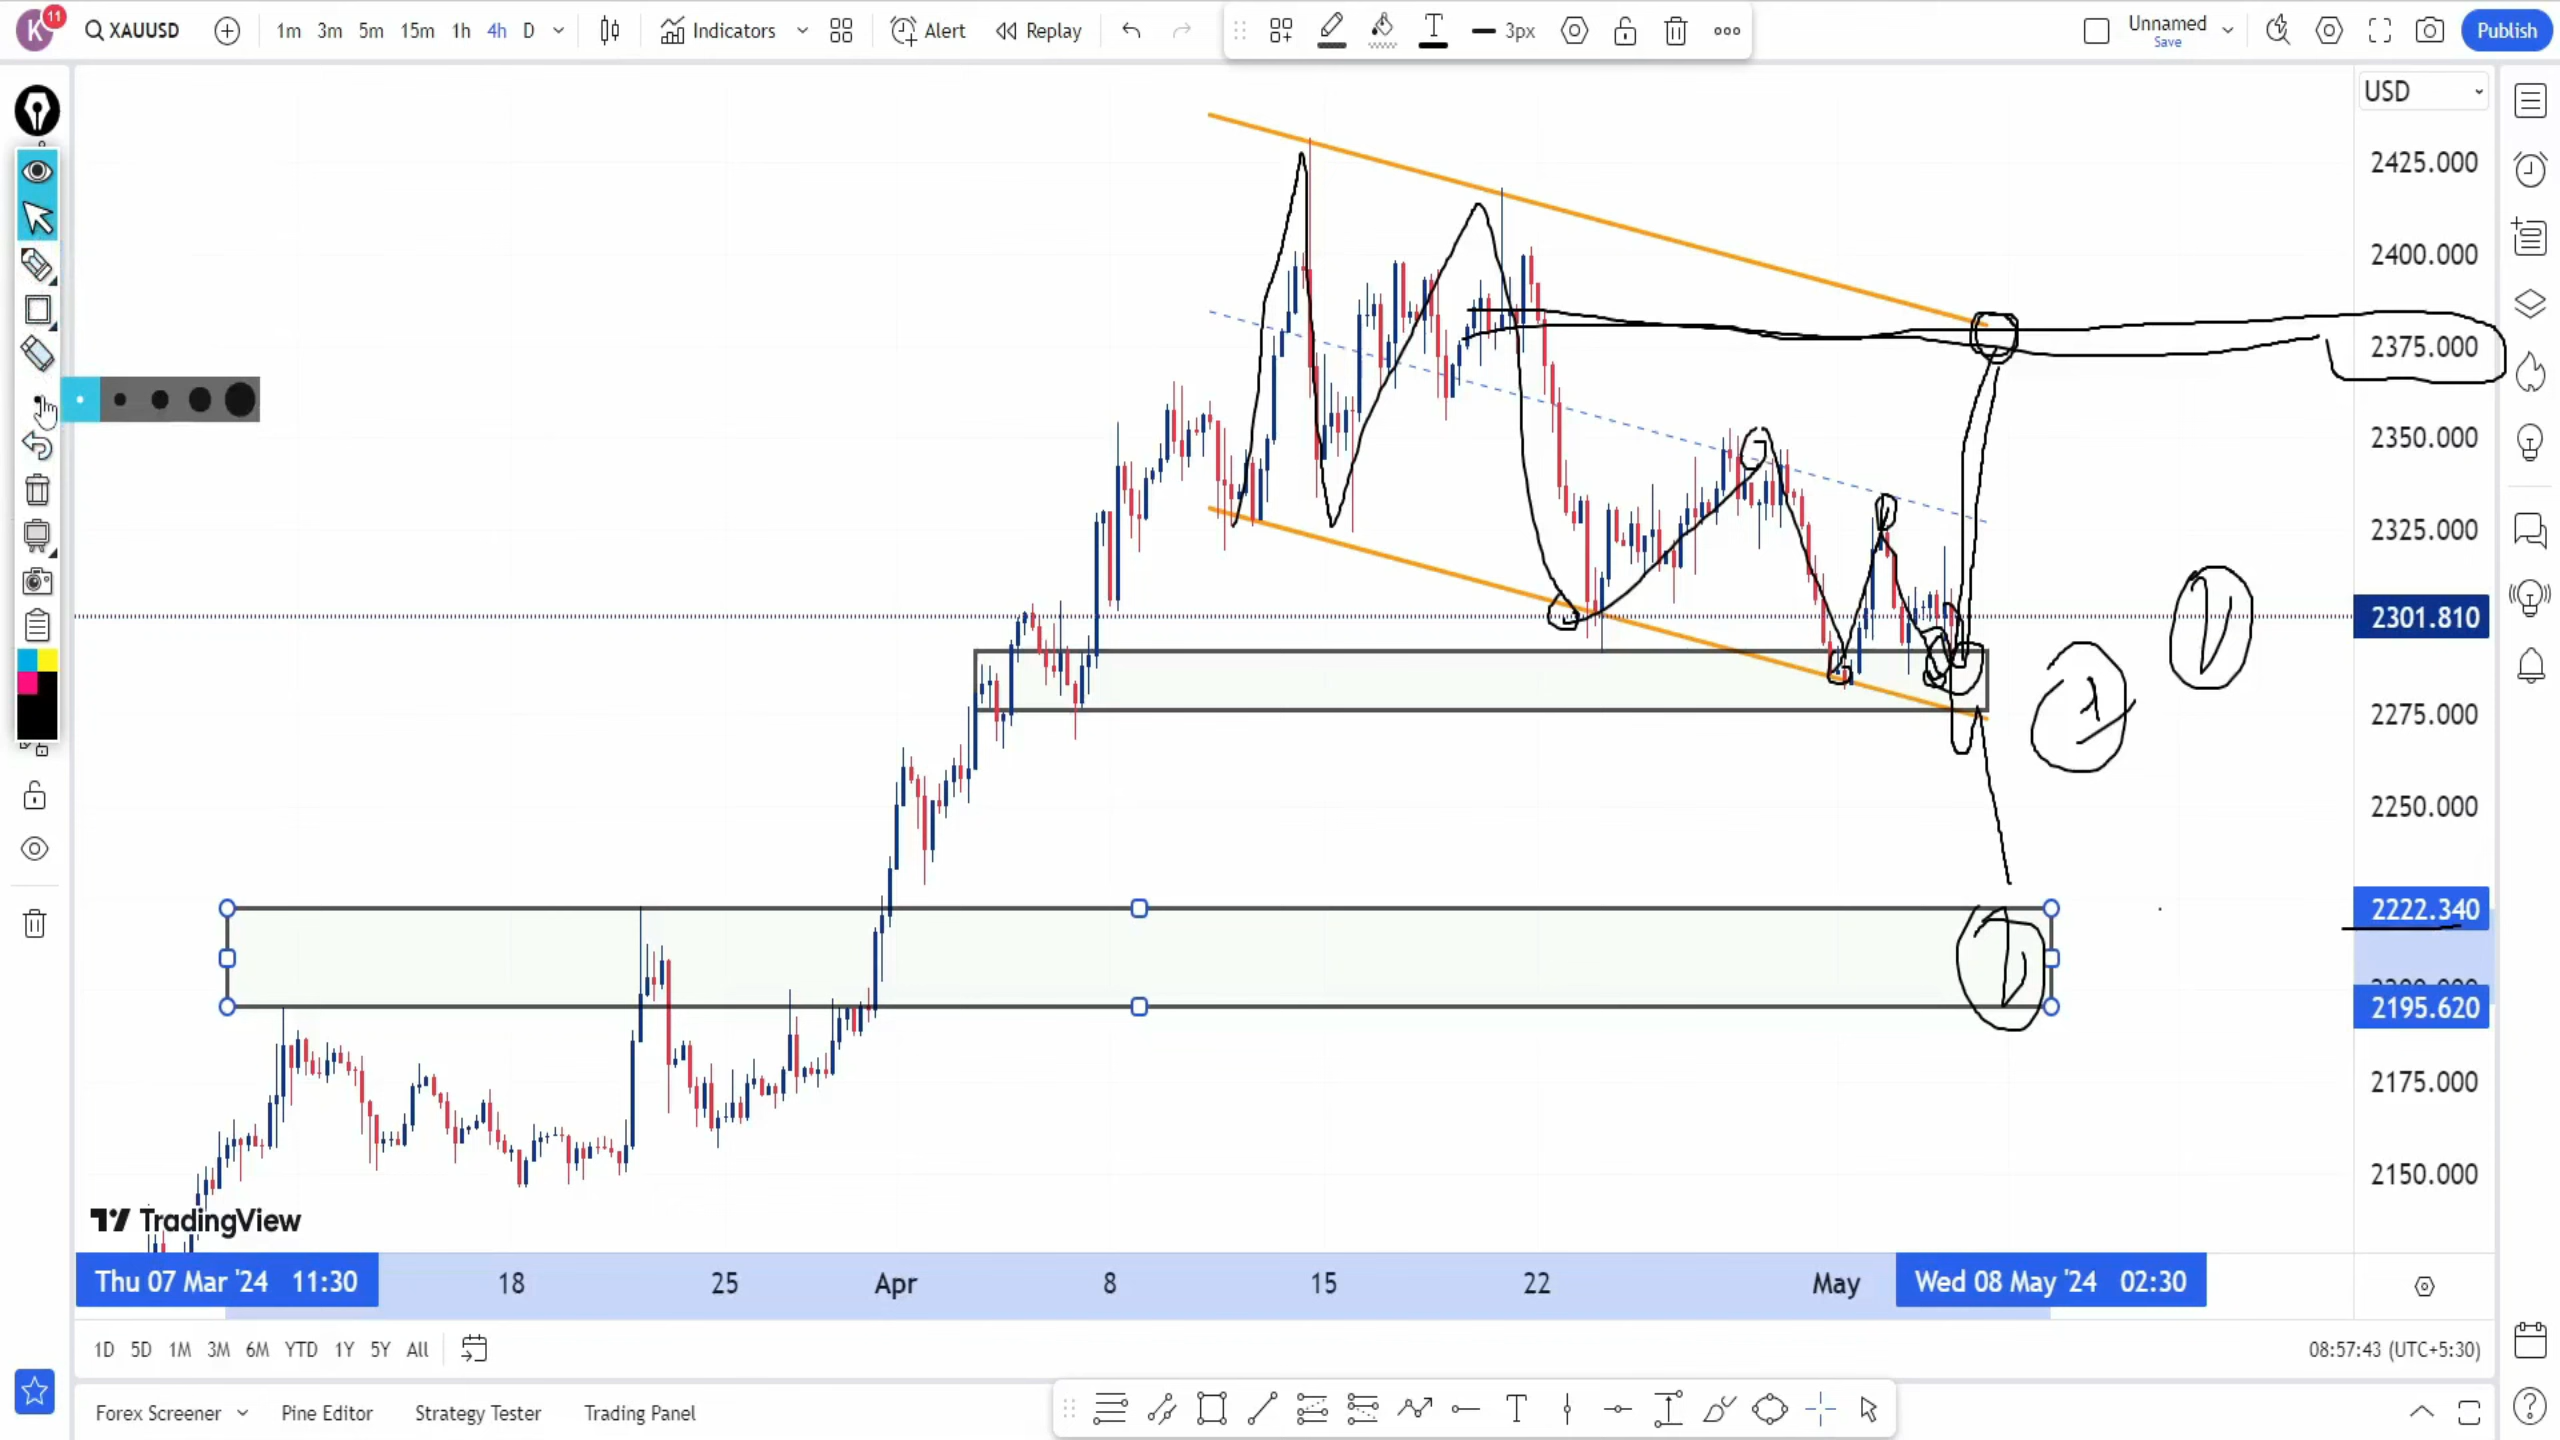 K 11 XAUUSD 1m 3m 5m 15m 1h 4h D Indicators Alert Replay T 3px Unnamed Save Publish
USD
2425.000
2400.000
2375.000
2350.000
2325.000
2301.810
2275.000
2250.000
2222.340
2195.620
2175.000
2150.000
TradingView
Thu 07 Mar '24 11:30 18 25 Apr 8 15 22 May Wed 08 May '24 02:30
1D 5D 1M 3M 6M YTD 1Y 5Y All 08:57:43 (UTC+5:30)
Forex Screener Pine Editor Strategy Tester Trading Panel T